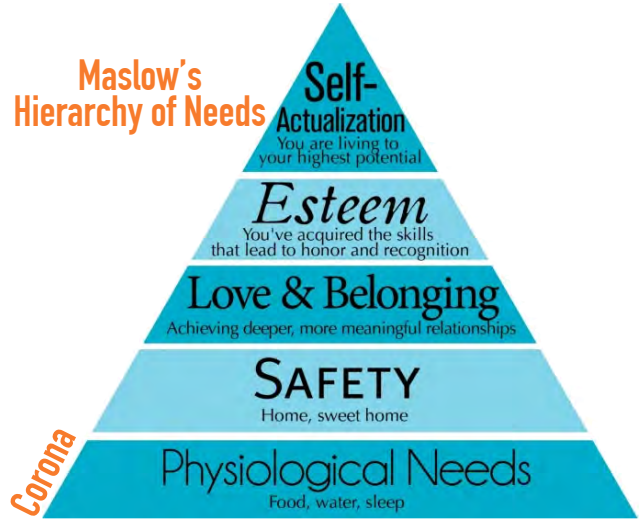 Maslow's
Hierarchy of Needs
Self-
Actualization
You are living to
your highest potential
Esteem
You've acquired the skills
that lead to honor and recognition
Love & Belonging
Achieving deeper, more meaningful relationships
SAFETY
Home, sweet home
Corona
Physiological Needs
Food, water, sleep